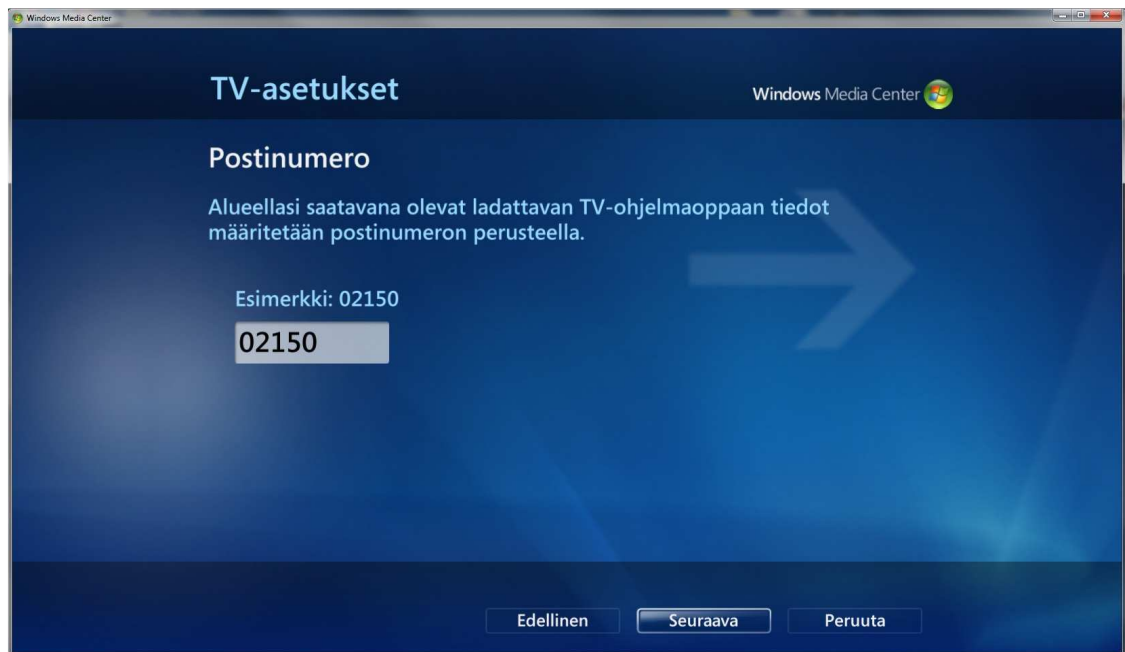 Windows Media Center
TV-asetukset
Windows Media Center
Postinumero
Alueellasi saatavana olevat ladattavan TV-ohjelmaoppaan tiedot
määritetään postinumeron perusteella.
Esimerkki: 02150
02150
Edellinen
Seuraava
Peruuta